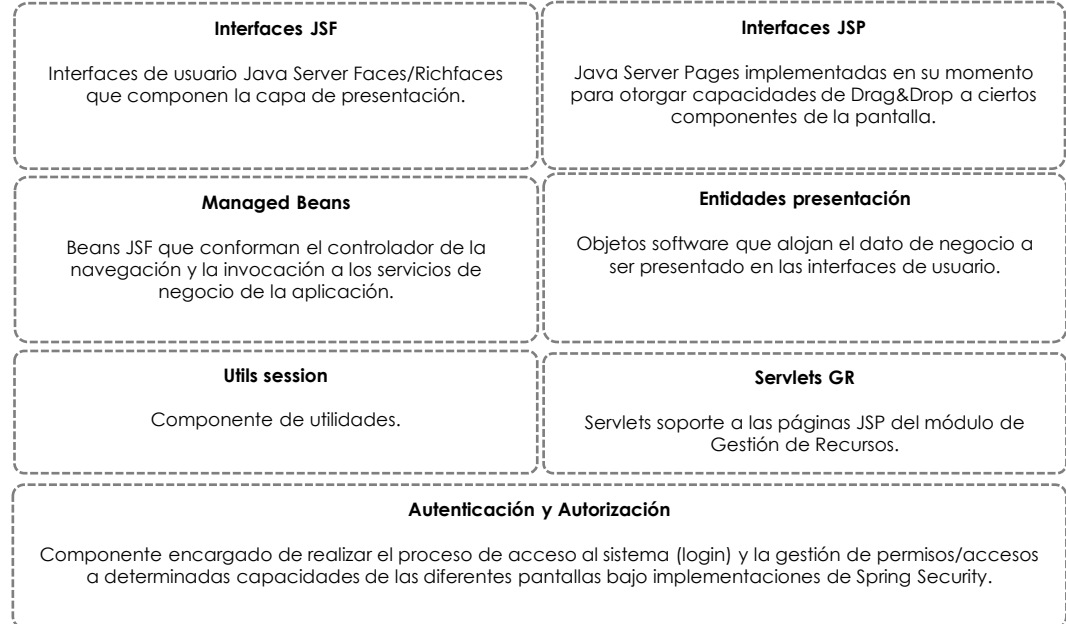 Interfaces JSF
Interfaces de usuario Java Server Faces/Richfaces
que componen la capa de presentación.
Interfaces JSP
Java Server Pages implementadas en su momento
para otorgar capacidades de Drag&Drop a ciertos
componentes de la pantalla.
Managed Beans
Beans JSF que conforman el controlador de la
navegación y la invocación a los servicios de
negocio de la aplicación.
Entidades presentación
Objetos software que alojan el dato de negocio a
ser presentado en las interfaces de usuario.
Utils session
Componente de utilidades.
Servlets GR
Servlets soporte a las páginas JSP del módulo de
Gestión de Recursos.
Autenticación y Autorización
Componente encargado de realizar el proceso de acceso al sistema (login) y la gestión de permisos/accesos
a determinadas capacidades de las diferentes pantallas bajo implementaciones de Spring Security.